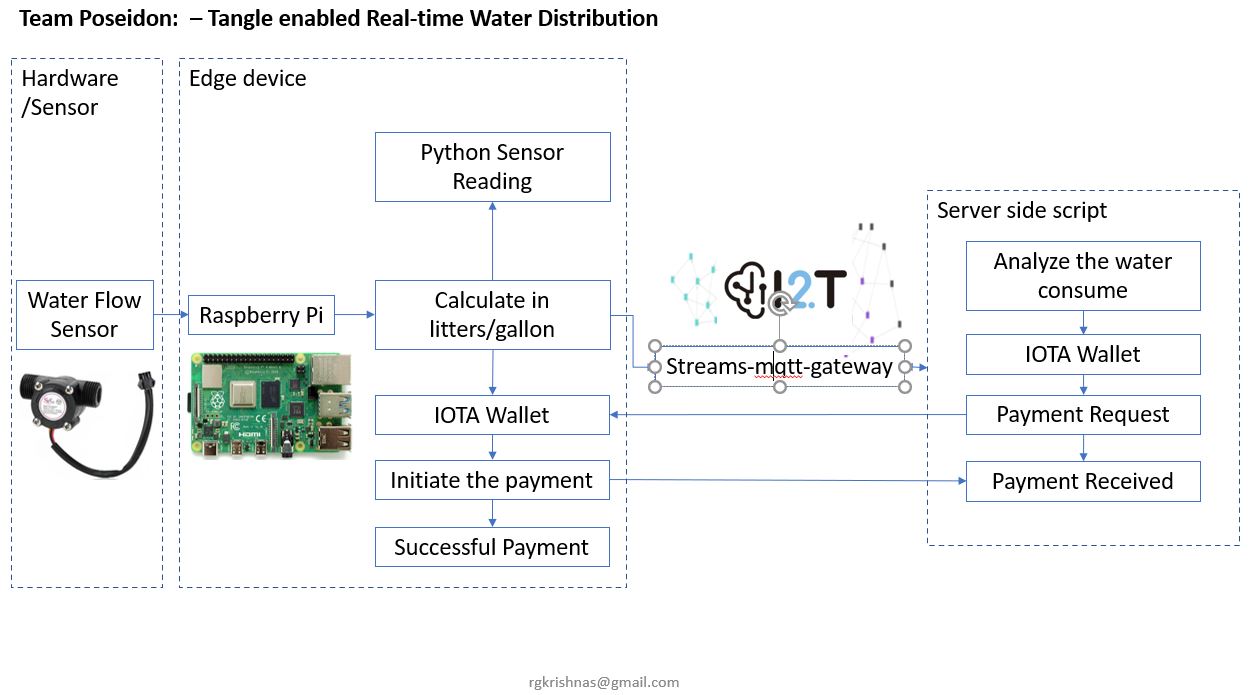 Team Poseidon:  – Tangle enabled Real-time Water Distribution
Hardware
/Sensor
Edge device
Python Sensor
Reading
Server side script
Analyze the water
consume
I2T
Water Flow
Sensor
Raspberry Pi
Calculate in
litters/gallon
Streams-mqtt-gateway
IOTA Wallet
IOTA Wallet
Payment Request
HDMI
Initiate the payment
Payment Received
Successful Payment
rgkrishnas@gmail.com